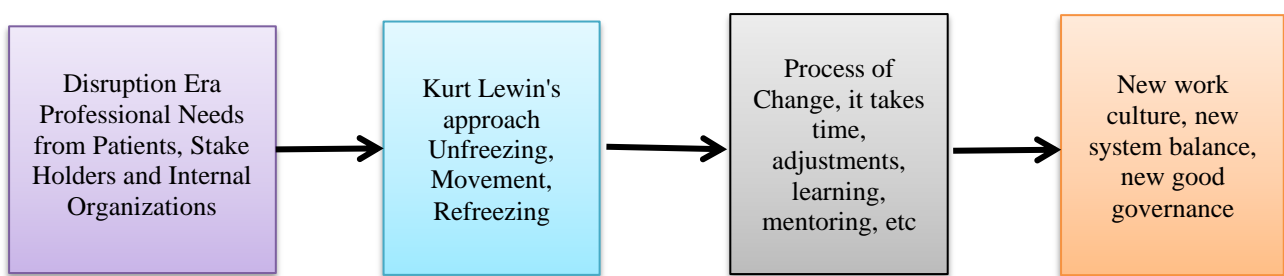 Disruption Era
Professional Needs
from Patients, Stake
Holders and Internal
Organizations
Kurt Lewin's
approach
Unfreezing,
Movement,
Refreezing
Process of
Change, it takes
time,
adjustments,
learning,
mentoring, etc
New work
culture, new
system balance,
new good
governance